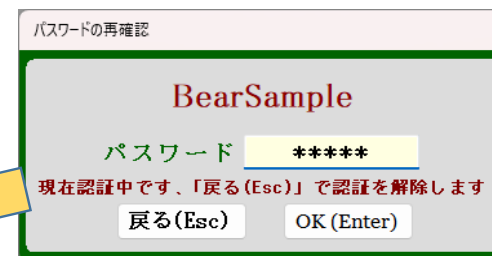 パスワードの再確認
BearSample
パスワード *****
現在認証中です、「戻る(Esc)」で認証を解除します
戻る(Esc) OK (Enter)